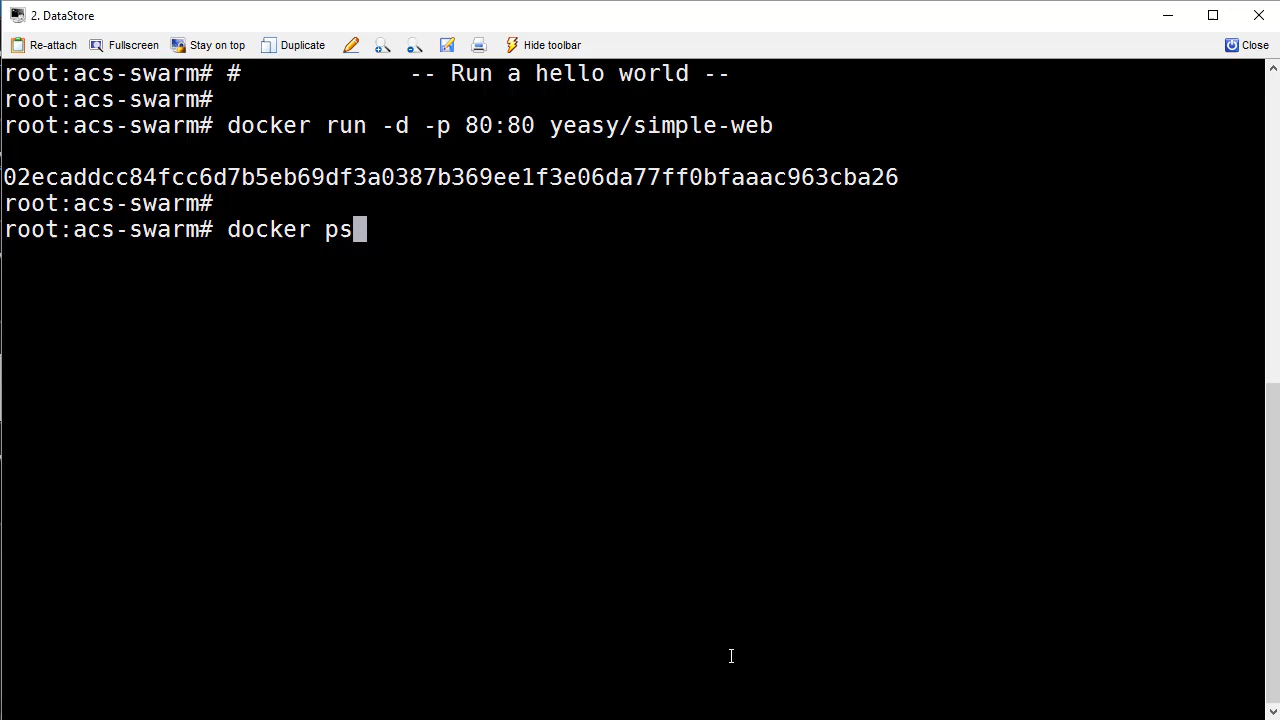 2. DataStore
Re-attach Fullscreen Stay on top Duplicate Hide toolbar Close
root:acs-swarm# # -- Run a hello world --
root:acs-swarm#
root:acs-swarm# docker run -d -p 80:80 yeasy/simple-web
02ecaddcc84fcc6d7b5eb69df3a0387b369ee1f3e06da77ff0bfaaac963cba26
root:acs-swarm#
root:acs-swarm# docker ps